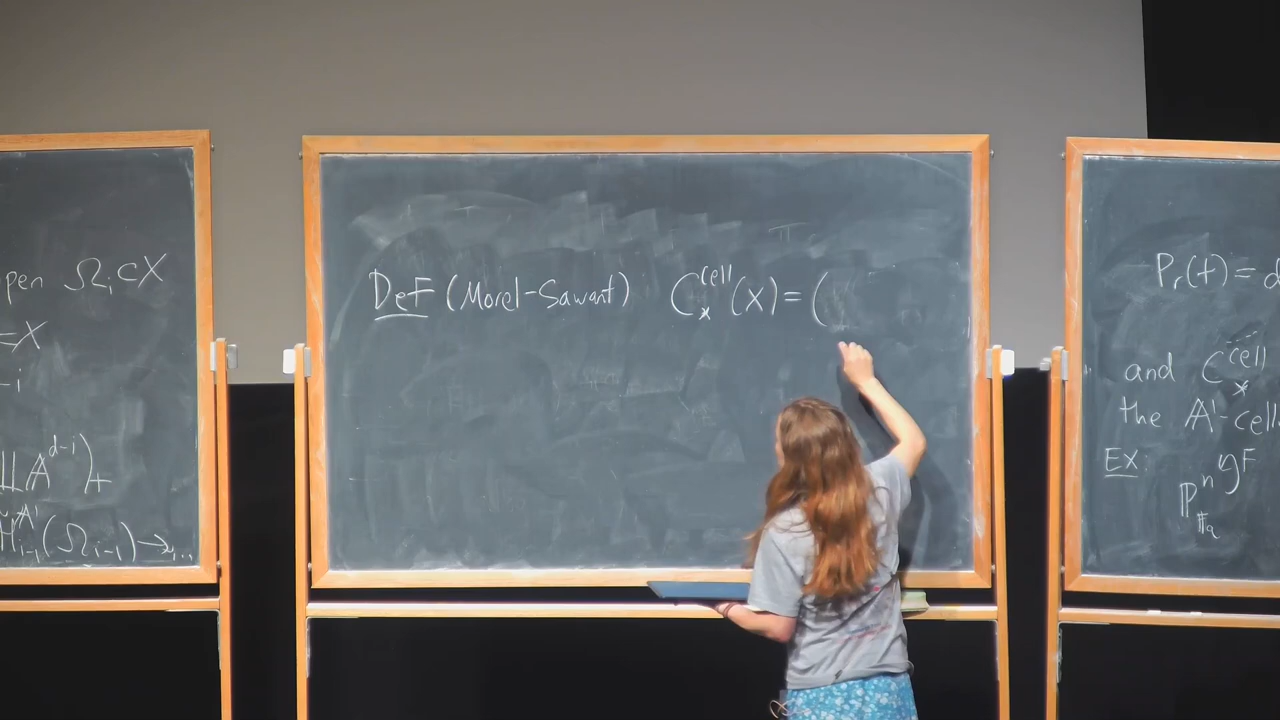 pen Ω_i ⊂ X
= X
-i
⨿ 𝔸^{d-i})_+
H̃^{𝔸^1}_{i-1}(Ω_{i-1}) → ...
Def (Morel-Sawant) C_*^{cell}(X) = (
P_r(t) = d
and C_*^{cell}
the 𝔸^1-cell
Ex:
ℙ^n_{𝔽_q} ↻F